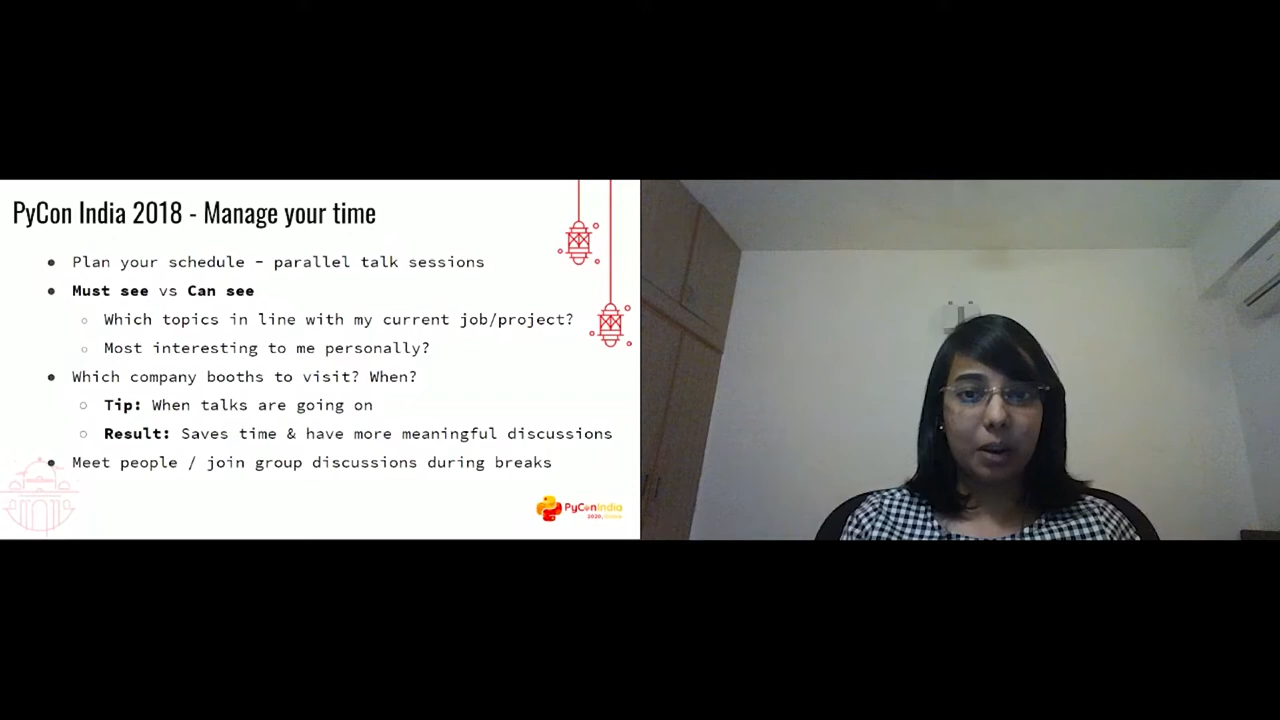 PyCon India 2018 - Manage your time
● Plan your schedule – parallel talk sessions
● Must see vs Can see
○ Which topics in line with my current job/project?
○ Most interesting to me personally?
● Which company booths to visit? When?
○ Tip: When talks are going on
○ Result: Saves time & have more meaningful discussions
● Meet people / join group discussions during breaks
PyConIndia
2020, Online